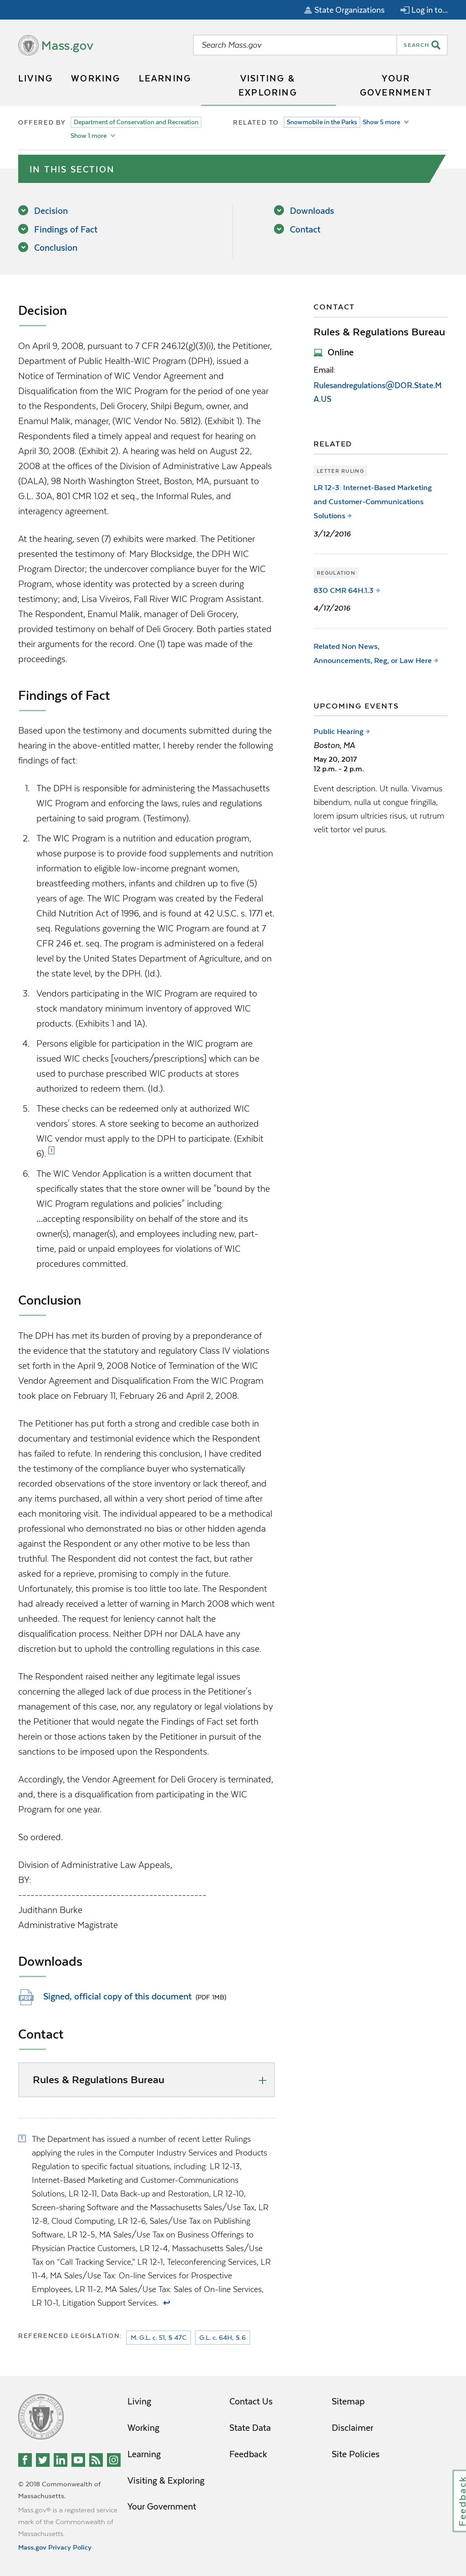 State Organizations
Log in to...
Mass.gov
Search Mass.gov
SEARCH
LIVING
WORKING
LEARNING
VISITING &
EXPLORING
YOUR
GOVERNMENT
OFFERED BY
Department of Conservation and Recreation
Show 1 more
RELATED TO
Snowmobile in the Parks
Show 5 more
IN THIS SECTION
Decision
Findings of Fact
Conclusion
Downloads
Contact
Decision
On April 9, 2008, pursuant to 7 CFR 246.12(g)(3)(i), the Petitioner,
Department of Public Health-WIC Program (DPH), issued a
Notice of Termination of WIC Vendor Agreement and
Disqualification from the WIC Program for the period of one year
to the Respondents, Deli Grocery, Shilpi Begum, owner, and
Enamul Malik, manager, (WIC Vendor No. 5812). (Exhibit 1). The
Respondents filed a timely appeal and request for hearing on
April 30, 2008. (Exhibit 2). A hearing was held on August 22,
2008 at the offices of the Division of Administrative Law Appeals
(DALA), 98 North Washington Street, Boston, MA, pursuant to
G.L. 30A, 801 CMR 1.02 et seq., the Informal Rules, and
interagency agreement.
At the hearing, seven (7) exhibits were marked. The Petitioner
presented the testimony of: Mary Blocksidge, the DPH WIC
Program Director; the undercover compliance buyer for the WIC
Program, whose identity was protected by a screen during
testimony; and, Lisa Viveiros, Fall River WIC Program Assistant.
The Respondent, Enamul Malik, manager of Deli Grocery,
provided testimony on behalf of Deli Grocery. Both parties stated
their arguments for the record. One (1) tape was made of the
proceedings.
Findings of Fact
Based upon the testimony and documents submitted during the
hearing in the above-entitled matter, I hereby render the following
findings of fact:
1. The DPH is responsible for administering the Massachusetts
WIC Program and enforcing the laws, rules and regulations
pertaining to said program. (Testimony).
2. The WIC Program is a nutrition and education program,
whose purpose is to provide food supplements and nutrition
information to eligible low-income pregnant women,
breastfeeding mothers, infants and children up to five (5)
years of age. The WIC Program was created by the Federal
Child Nutrition Act of 1996, and is found at 42 U.S.C. s. 1771 et.
seq. Regulations governing the WIC Program are found at 7
CFR 246 et. seq. The program is administered on a federal
level by the United States Department of Agriculture, and on
the state level, by the DPH. (Id.).
3. Vendors participating in the WIC Program are required to
stock mandatory minimum inventory of approved WIC
products. (Exhibits 1 and 1A).
4. Persons eligible for participation in the WIC program are
issued WIC checks [vouchers/prescriptions] which can be
used to purchase prescribed WIC products at stores
authorized to redeem them. (Id.).
5. These checks can be redeemed only at authorized WIC
vendors' stores. A store seeking to become an authorized
WIC vendor must apply to the DPH to participate. (Exhibit
6). 1
6. The WIC Vendor Application is a written document that
specifically states that the store owner will be "bound by the
WIC Program regulations and policies" including:
...accepting responsibility on behalf of the store and its
owner(s), manager(s), and employees including new, part-
time, paid or unpaid employees for violations of WIC
procedures committed.
Conclusion
The DPH has met its burden of proving by a preponderance of
the evidence that the statutory and regulatory Class IV violations
set forth in the April 9, 2008 Notice of Termination of the WIC
Vendor Agreement and Disqualification From the WIC Program
took place on February 11, February 26 and April 2, 2008.
The Petitioner has put forth a strong and credible case both in
documentary and testimonial evidence which the Respondent
has failed to refute. In rendering this conclusion, I have credited
the testimony of the compliance buyer who systematically
recorded observations of the store inventory or lack thereof, and
any items purchased, all within a very short period of time after
each monitoring visit. The individual appeared to be a methodical
professional who demonstrated no bias or other hidden agenda
against the Respondent or any other motive to be less than
truthful. The Respondent did not contest the fact, but rather
asked for a reprieve, promising to comply in the future.
Unfortunately, this promise is too little too late. The Respondent
had already received a letter of warning in March 2008 which went
unheeded. The request for leniency cannot halt the
disqualification process. Neither DPH nor DALA have any
discretion but to uphold the controlling regulations in this case.
The Respondent raised neither any legitimate legal issues
concerning the alleged lack of due process in the Petitioner's
management of this case, nor, any regulatory or legal violations by
the Petitioner that would negate the Findings of Fact set forth
herein or those actions taken by the Petitioner in pursuit of the
sanctions to be imposed upon the Respondents.
Accordingly, the Vendor Agreement for Deli Grocery is terminated,
and, there is a disqualification from participating in the WIC
Program for one year.
So ordered.
Division of Administrative Law Appeals,
BY:
Judithann Burke
Administrative Magistrate
Downloads
Signed, official copy of this document (PDF 1MB)
Contact
Rules & Regulations Bureau
1 The Department has issued a number of recent Letter Rulings
applying the rules in the Computer Industry Services and Products
Regulation to specific factual situations, including: LR 12-13,
Internet-Based Marketing and Customer-Communications
Solutions, LR 12-11, Data Back-up and Restoration, LR 12-10,
Screen-sharing Software and the Massachusetts Sales/Use Tax, LR
12-8, Cloud Computing, LR 12-6, Sales/Use Tax on Publishing
Software, LR 12-5, MA Sales/Use Tax on Business Offerings to
Physician Practice Customers, LR 12-4, Massachusetts Sales/Use
Tax on "Call Tracking Service," LR 12-1, Teleconferencing Services, LR
11-4, MA Sales/Use Tax: On-line Services for Prospective
Employees, LR 11-2, MA Sales/Use Tax: Sales of On-line Services,
LR 10-1, Litigation Support Services. ↩
REFERENCED LEGISLATION:
M. G.L. c. 51, § 47C
G.L. c. 64H, § 6
CONTACT
Rules & Regulations Bureau
Online
Email:
Rulesandregulations@DOR.State.M
A.US
RELATED
LETTER RULING
LR 12-3: Internet-Based Marketing
and Customer-Communications
Solutions
3/12/2016
REGULATION
830 CMR 64H.1.3
4/17/2016
Related Non News,
Announcements, Reg, or Law Here
UPCOMING EVENTS
Public Hearing
Boston, MA
May 20, 2017
12 p.m. - 2 p.m.
Event description. Ut nulla. Vivamus
bibendum, nulla ut congue fringilla,
lorem ipsum ultricies risus, ut rutrum
velit tortor vel purus.
Living
Working
Learning
Visiting & Exploring
Your Government
Contact Us
State Data
Feedback
Sitemap
Disclaimer
Site Policies
© 2018 Commonwealth of
Massachusetts.
Mass.gov® is a registered service
mark of the Commonwealth of
Massachusetts.
Mass.gov Privacy Policy
Feedback